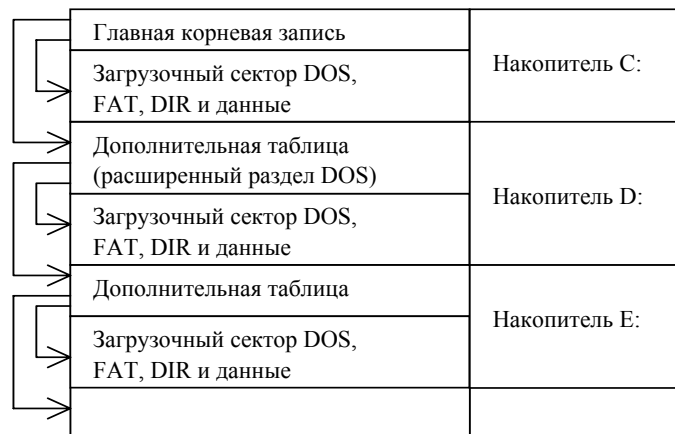 Главная корневая запись
Загрузочный сектор DOS,
FAT, DIR и данные
Накопитель C:
Дополнительная таблица
(расширенный раздел DOS)
Загрузочный сектор DOS,
FAT, DIR и данные
Накопитель D:
Дополнительная таблица
Загрузочный сектор DOS,
FAT, DIR и данные
Накопитель E: